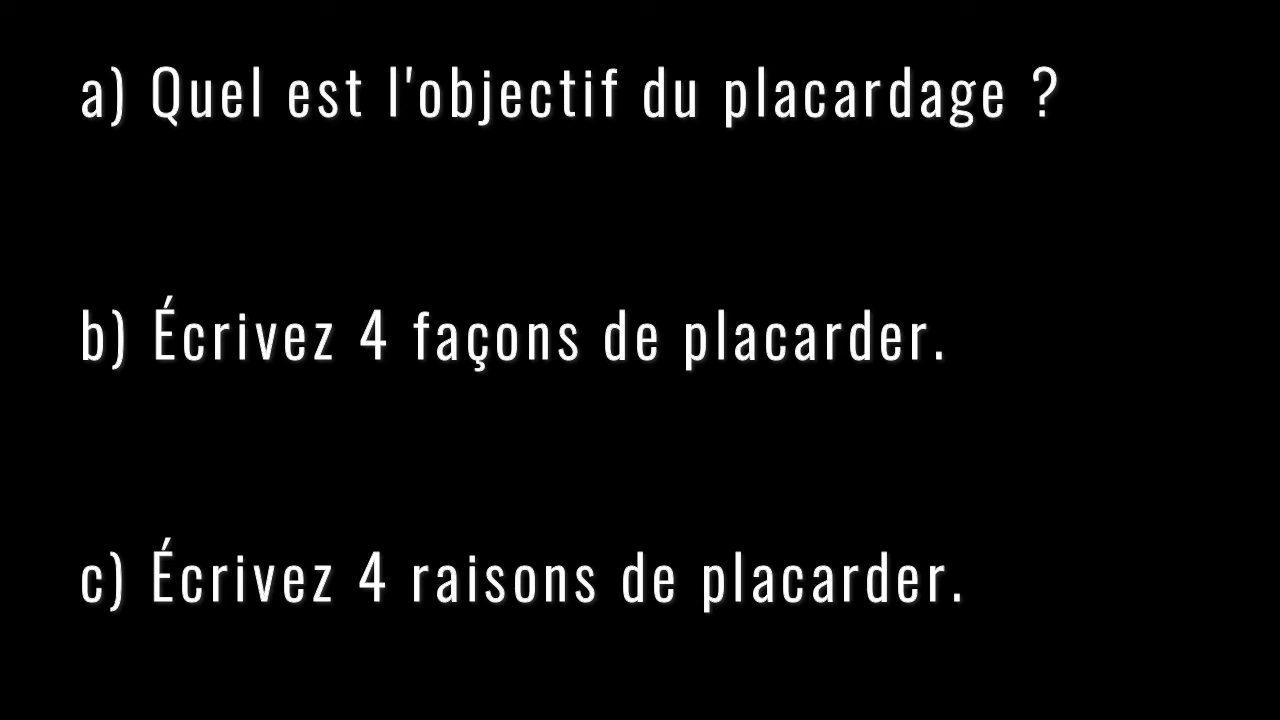 a) Quel est l'objectif du placardage ?
b) Écrivez 4 façons de placarder.
c) Écrivez 4 raisons de placarder.